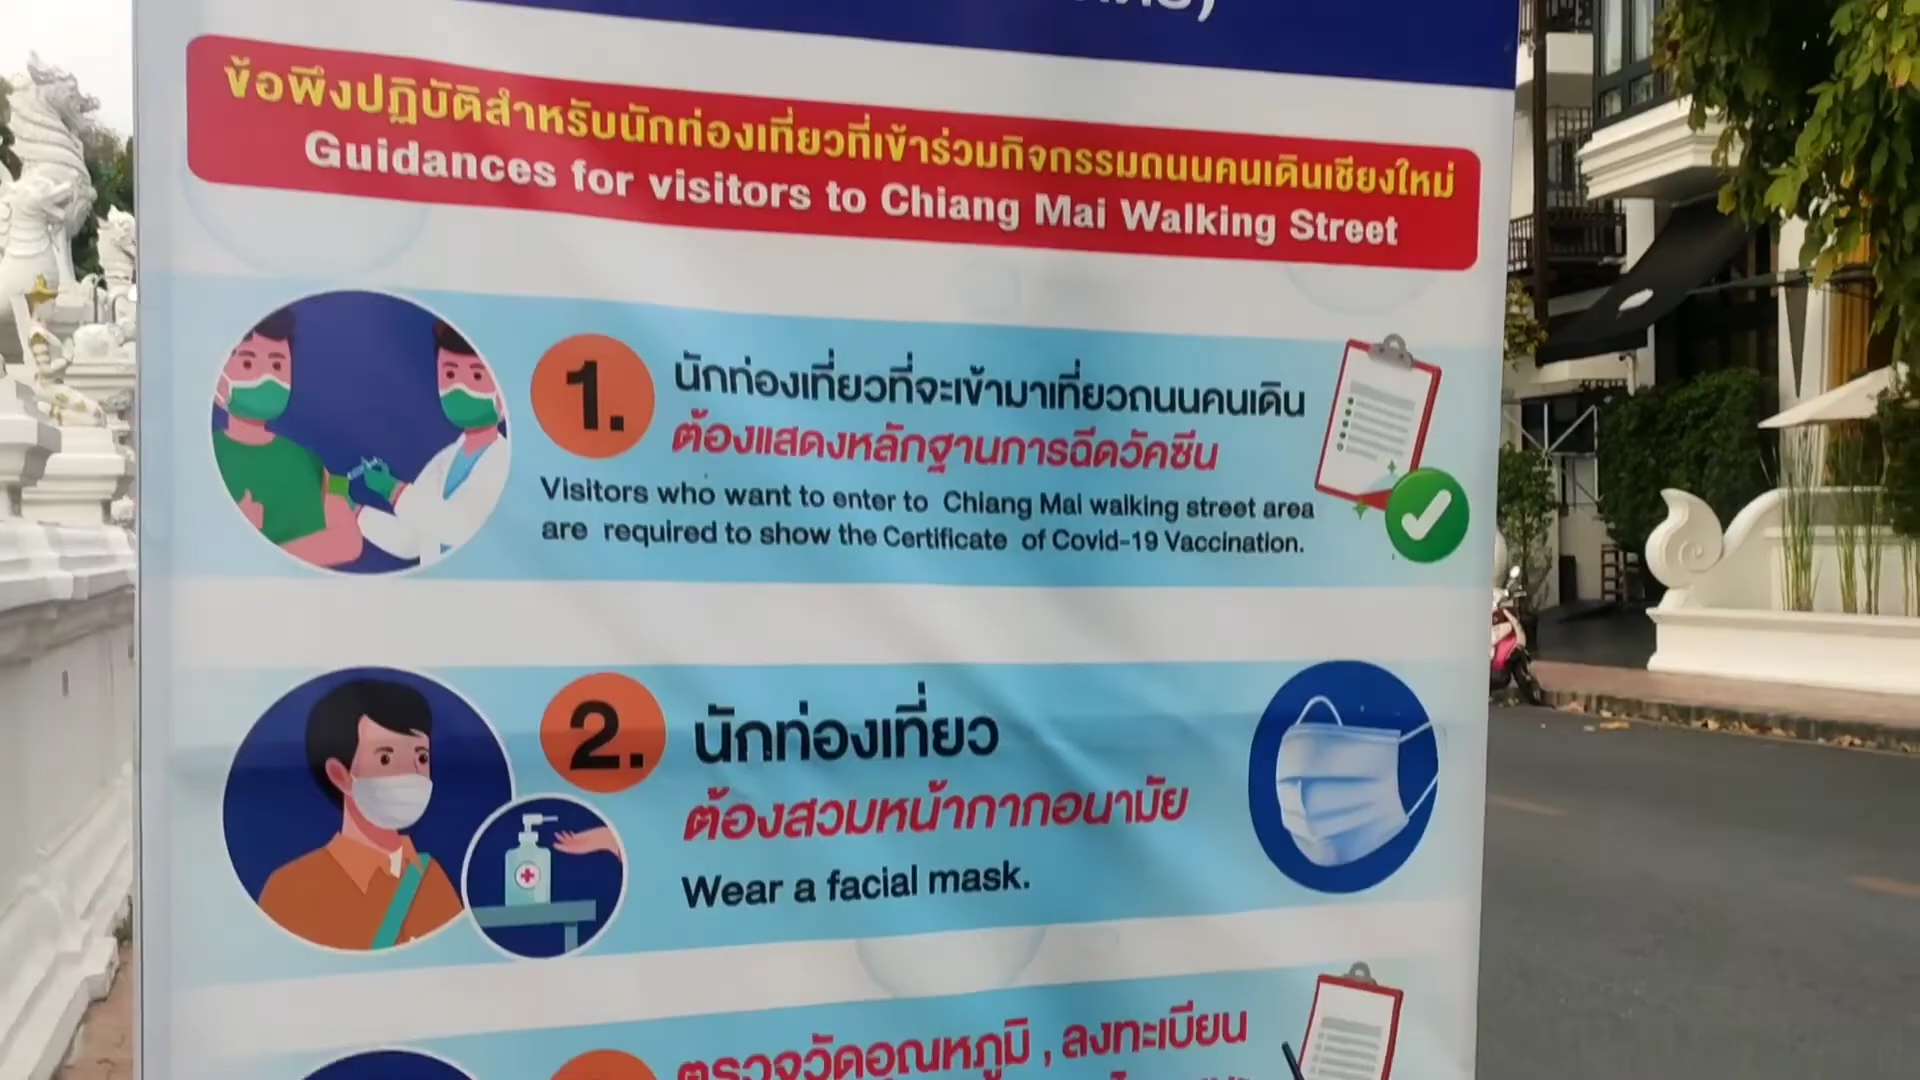 ข้อพึงปฏิบัติสำหรับนักท่องเที่ยวที่เข้าร่วมกิจกรรมถนนคนเดินเชียงใหม่
Guidances for visitors to Chiang Mai Walking Street
1. นักท่องเที่ยวที่จะเข้ามาเที่ยวถนนคนเดิน
ต้องแสดงหลักฐานการฉีดวัคซีน
Visitors who want to enter to Chiang Mai walking street area
are required to show the Certificate of Covid-19 Vaccination.
2. นักท่องเที่ยว
ต้องสวมหน้ากากอนามัย
Wear a facial mask.
ตรวจวัดอุณหภูมิ , ลงทะเบียน